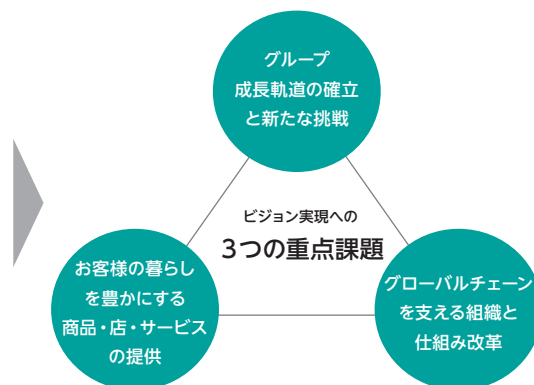 グループ
成長軌道の確立
と新たな挑戦
ビジョン実現への
3つの重点課題
お客様の暮らし
を豊かにする
商品・店・サービス
の提供
グローバルチェーン
を支える組織と
仕組み改革